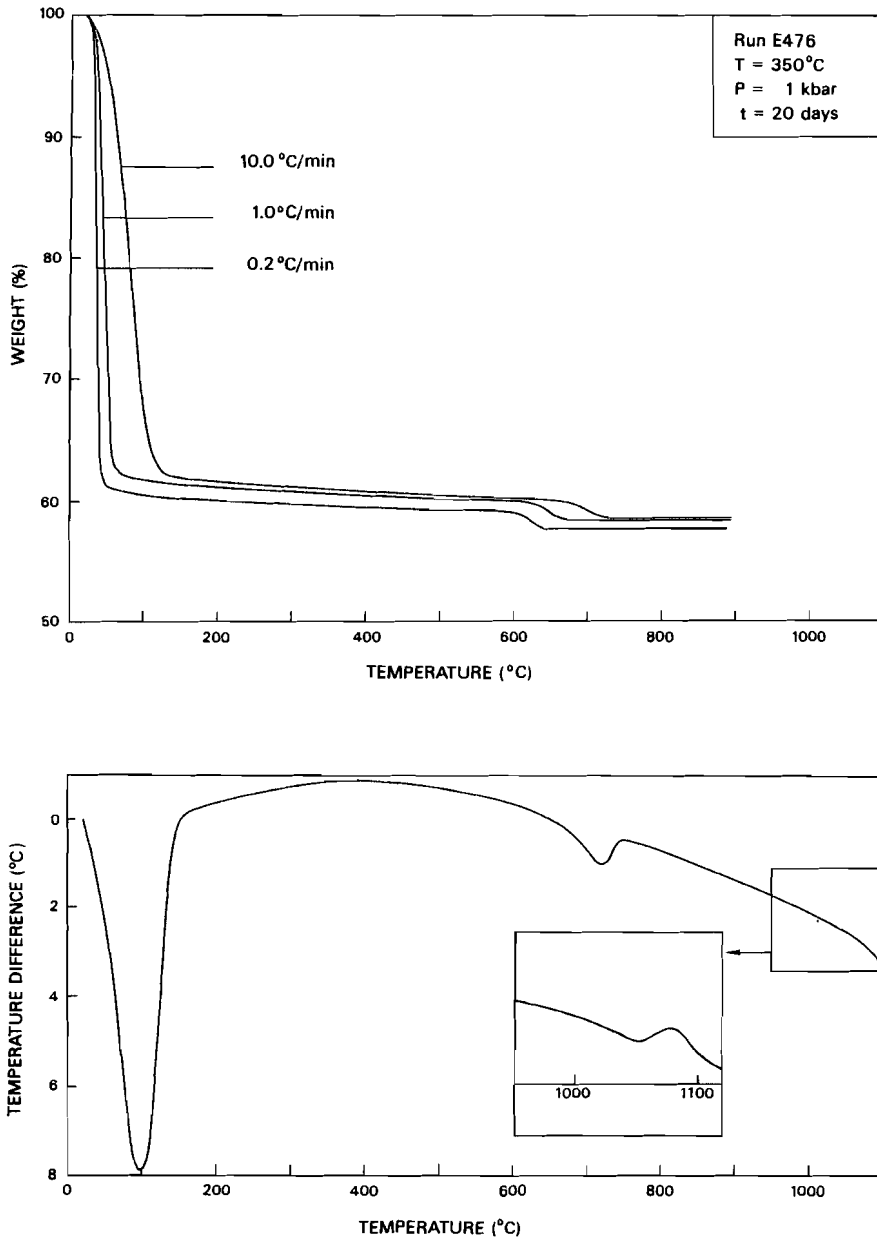 100
90
80
70
60
50
WEIGHT (%)
Run E476
T = 350°C
P = 1 kbar
t = 20 days
10.0 °C/min
1.0°C/min
0.2°C/min
0 200 400 600 800 1000
TEMPERATURE (°C)
0
2
4
6
8
TEMPERATURE DIFFERENCE (°C)
1000 1100
0 200 400 600 800 1000
TEMPERATURE (°C)